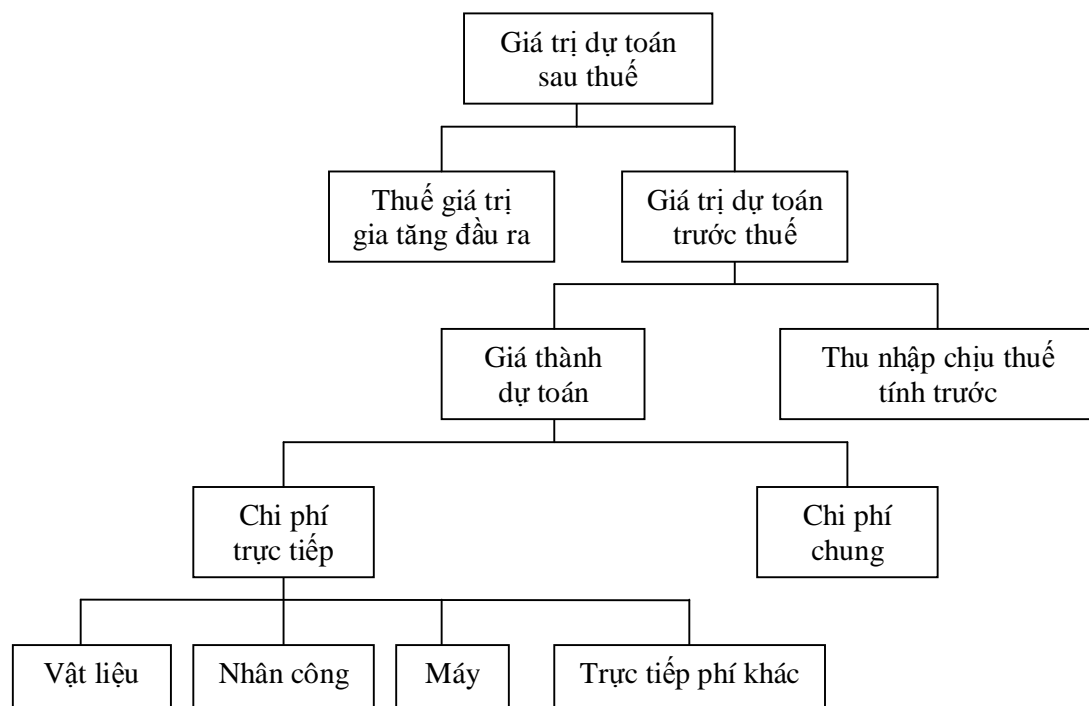 Giá trị dự toán
sau thuế
Thuế giá trị
gia tăng đầu ra
Giá trị dự toán
trước thuế
Giá thành
dự toán
Thu nhập chịu thuế
tính trước
Chi phí
trực tiếp
Chi phí
chung
Vật liệu
Nhân công
Máy
Trực tiếp phí khác